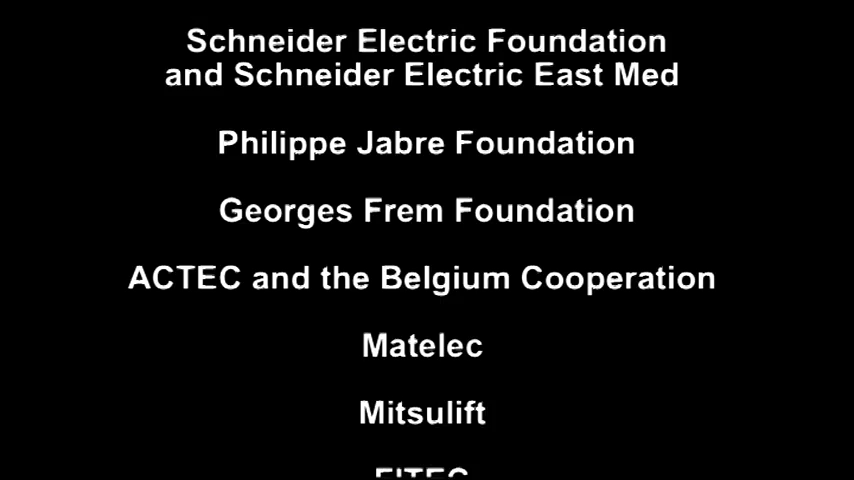 Schneider Electric Foundation
and Schneider Electric East Med
Philippe Jabre Foundation
Georges Frem Foundation
ACTEC and the Belgium Cooperation
Matelec
Mitsulift